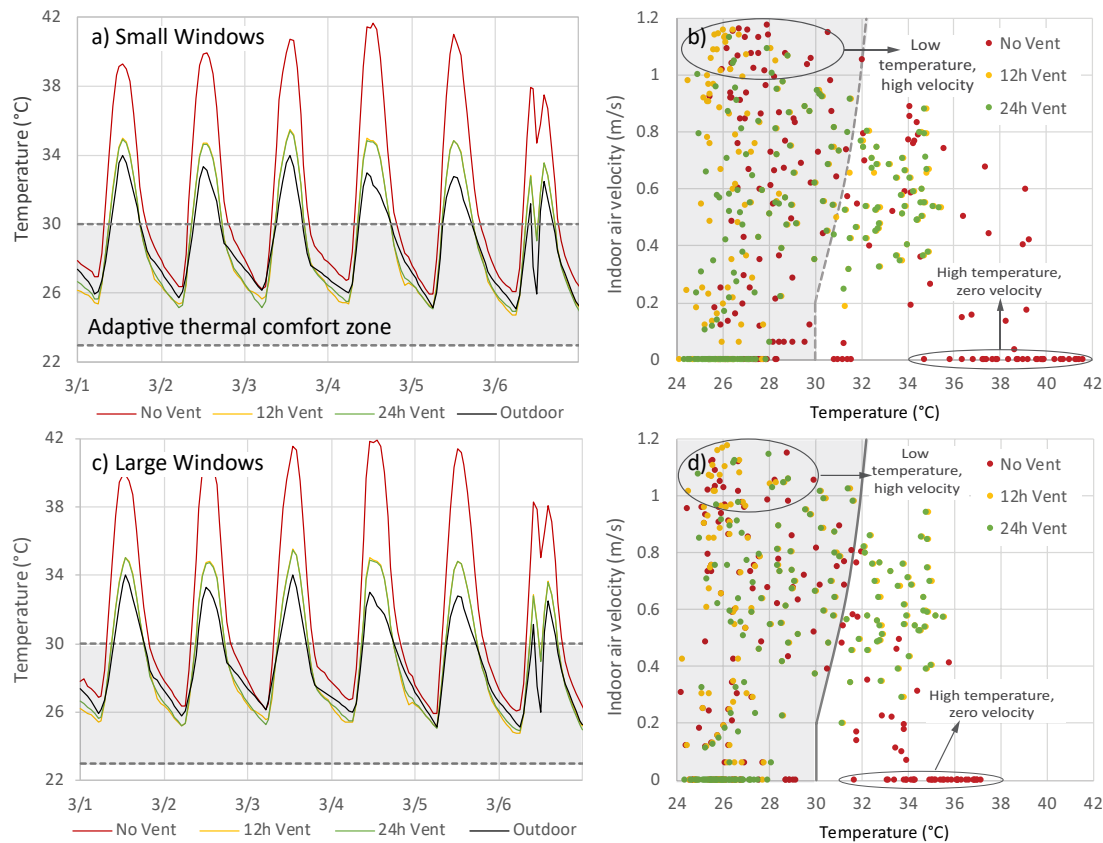 a) Small Windows
Temperature (°C)
42
38
34
30
26
22
Adaptive thermal comfort zone
3/1 3/2 3/3 3/4 3/5 3/6
No Vent 12h Vent 24h Vent Outdoor
b)
Indoor air velocity (m/s)
1.2
1
0.8
0.6
0.4
0.2
0
Low
temperature,
high velocity
No Vent
12h Vent
24h Vent
High temperature,
zero velocity
24 26 28 30 32 34 36 38 40 42
Temperature (°C)
c) Large Windows
Temperature (°C)
42
38
34
30
26
22
3/1 3/2 3/3 3/4 3/5 3/6
No Vent 12h Vent 24h Vent Outdoor
d)
Indoor air velocity (m/s)
1.2
1
0.8
0.6
0.4
0.2
0
Low
temperature,
high velocity
No Vent
12h Vent
24h Vent
High temperature,
zero velocity
24 26 28 30 32 34 36 38 40 42
Temperature (°C)